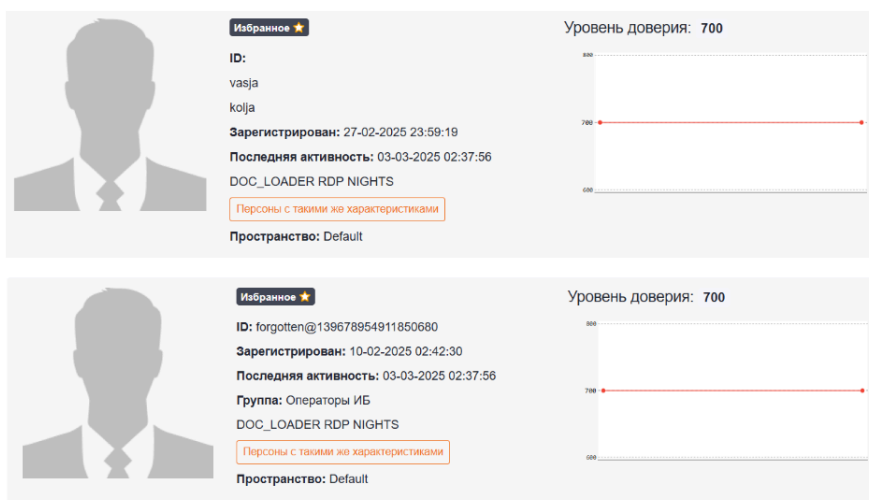 Избранное
Уровень доверия: 700
ID:
vasja
kolja
Зарегистрирован: 27-02-2025 23:59:19
Последняя активность: 03-03-2025 02:37:56
DOC_LOADER RDP NIGHTS
Персоны с такими же характеристиками
Пространство: Default
800
700
600
Избранное
Уровень доверия: 700
ID: forgotten@139678954911850680
Зарегистрирован: 10-02-2025 02:42:30
Последняя активность: 03-03-2025 02:37:56
Группа: Операторы ИБ
DOC_LOADER RDP NIGHTS
Персоны с такими же характеристиками
Пространство: Default
800
700
600